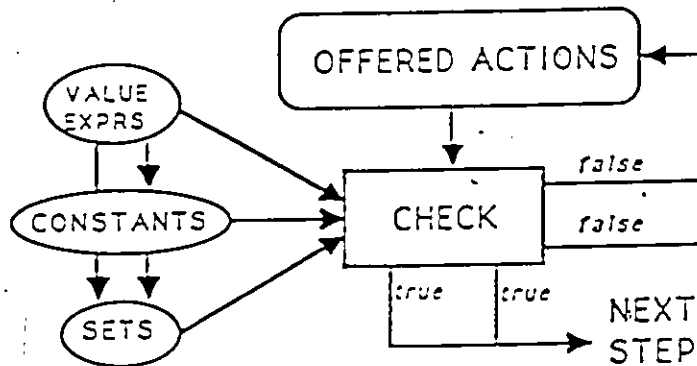 OFFERED ACTIONS
VALUE
EXPRS
false
CONSTANTS
CHECK
false
true
true
SETS
NEXT
STEP